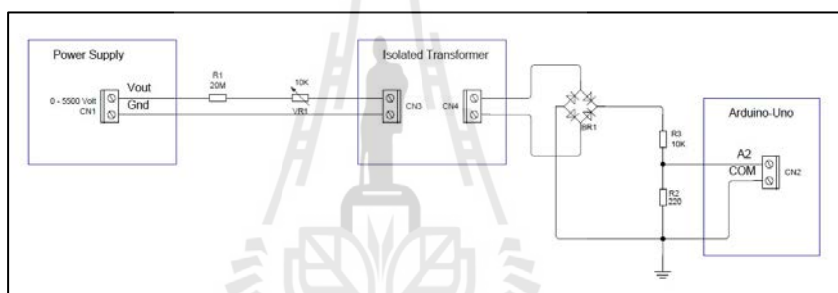 Power Supply
0 - 5500 Volt
CN1
Vout
Gnd
R1
20M
10K
VR1
Isolated Transformer
CN3
CN4
BR1
R3
10K
R2
220
Arduino-Uno
A2
COM
CN2